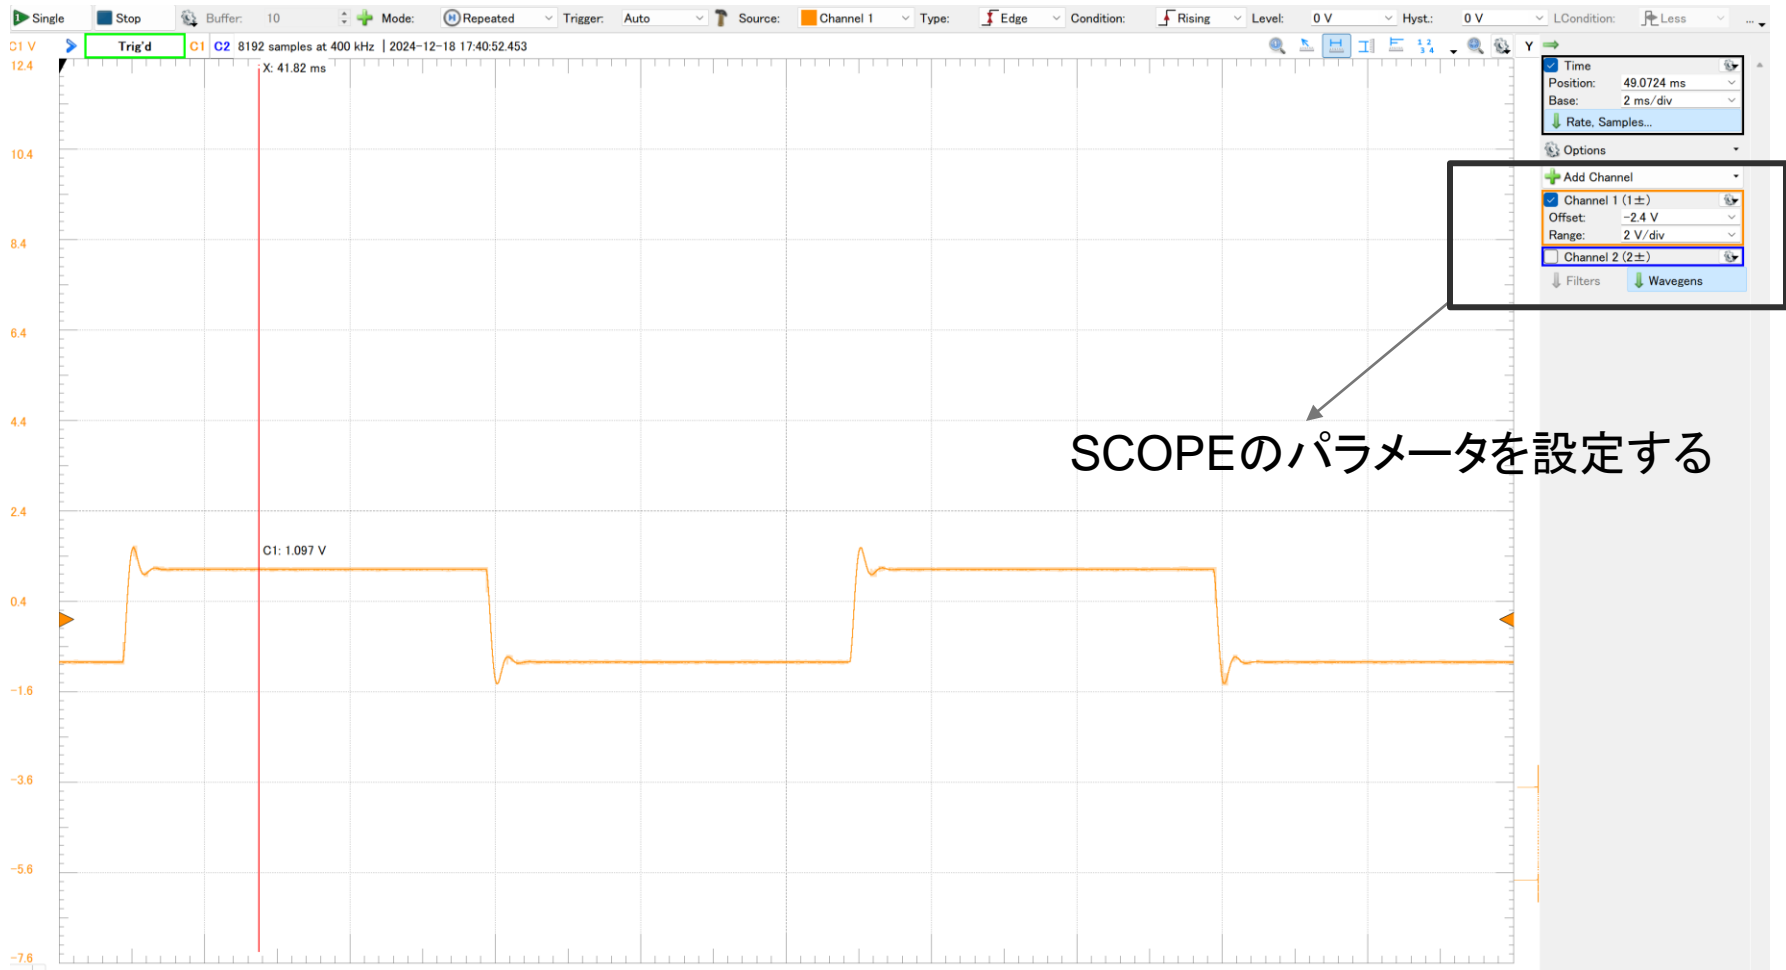 Single Stop Buffer: 10 Mode: Repeated Trigger: Auto Source: Channel 1 Type: Edge Condition: Rising Level: 0 V Hyst.: 0 V LCondition: Less ...
C1 V Trig'd C1 C2 8192 samples at 400 kHz | 2024-12-18 17:40:52.453 Y
12.4
X: 41.82 ms
Time
Position: 49.0724 ms
Base: 2 ms/div
Rate, Samples...
Options
10.4
Add Channel
Channel 1 (1±)
Offset: -2.4 V
Range: 2 V/div
Channel 2 (2±)
Filters Wavegens
8.4
6.4
4.4
SCOPEのパラメータを設定する
2.4
C1: 1.097 V
0.4
-1.6
-3.6
-5.6
-7.6